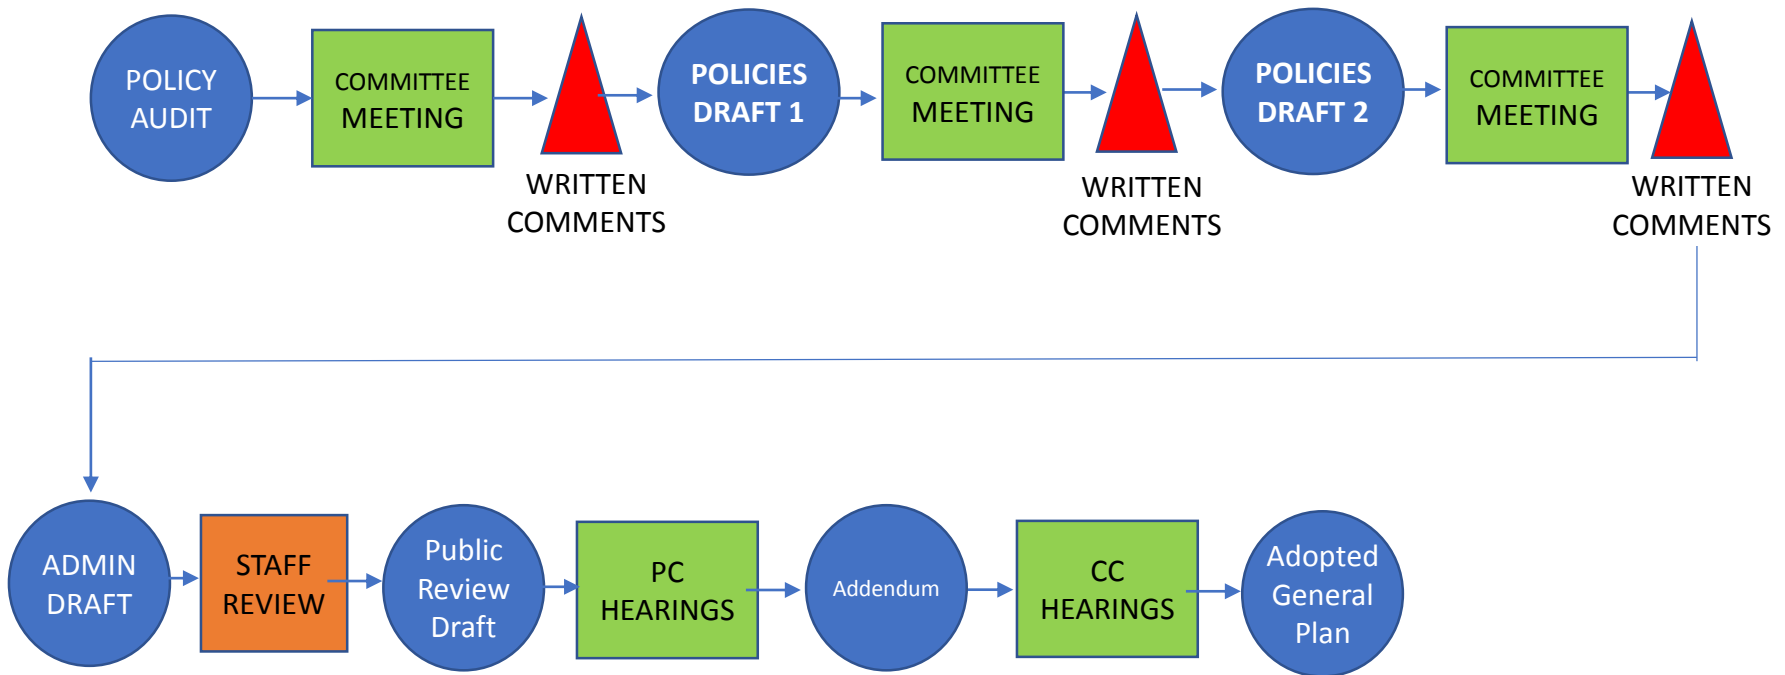 POLICY
AUDIT
COMMITTEE
MEETING
WRITTEN
COMMENTS
POLICIES
DRAFT 1
COMMITTEE
MEETING
WRITTEN
COMMENTS
POLICIES
DRAFT 2
COMMITTEE
MEETING
WRITTEN
COMMENTS
ADMIN
DRAFT
STAFF
REVIEW
Public
Review
Draft
PC
HEARINGS
Addendum
CC
HEARINGS
Adopted
General
Plan